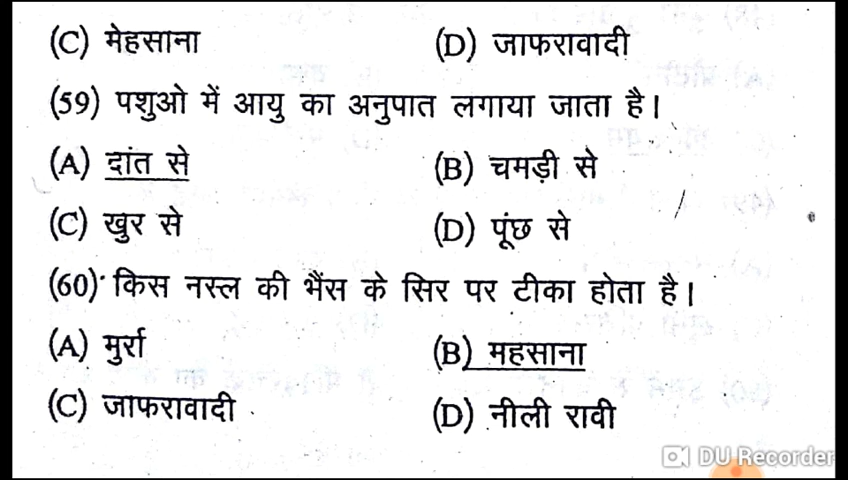 (C) मेहसाना (D) जाफरावादी
(59) पशुओ में आयु का अनुपात लगाया जाता है।
(A) दांत से (B) चमड़ी से
(C) खुर से (D) पूंछ से
(60) किस नस्ल की भैंस के सिर पर टीका होता है।
(A) मुर्रा (B) महसाना
(C) जाफरावादी (D) नीली रावी
DU Recorder